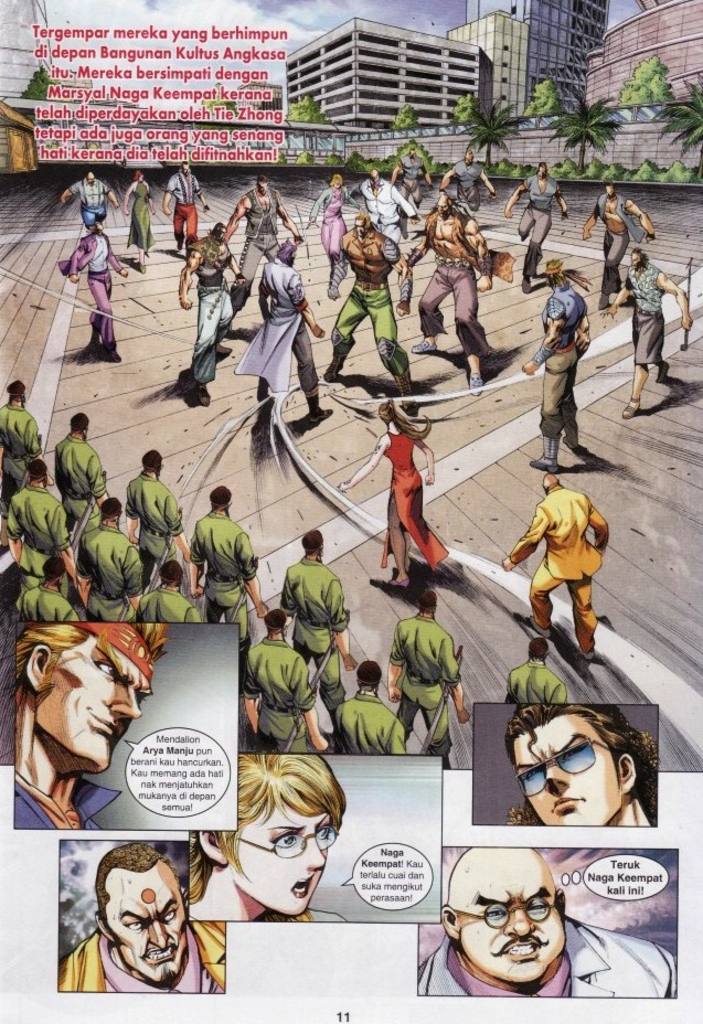 Tergempar mereka yang berhimpun
di depan Bangunan Kultus Angkasa
itu. Mereka bersimpati dengan
Marsyal Naga Keempat kerana
telah diperdayakan oleh Tie Zhong
tetapi ada juga orang yang senang
hati kerana dia telah difitnahkan!
Mendalion
Arya Manju pun
berani kau hancurkan.
Kau memang ada hati
nak menjatuhkan
mukanya di depan
semua!
Naga
Keempat! Kau
terlalu cuai dan
suka mengikut
perasaan!
Teruk
Naga Keempat
kali ini!
11